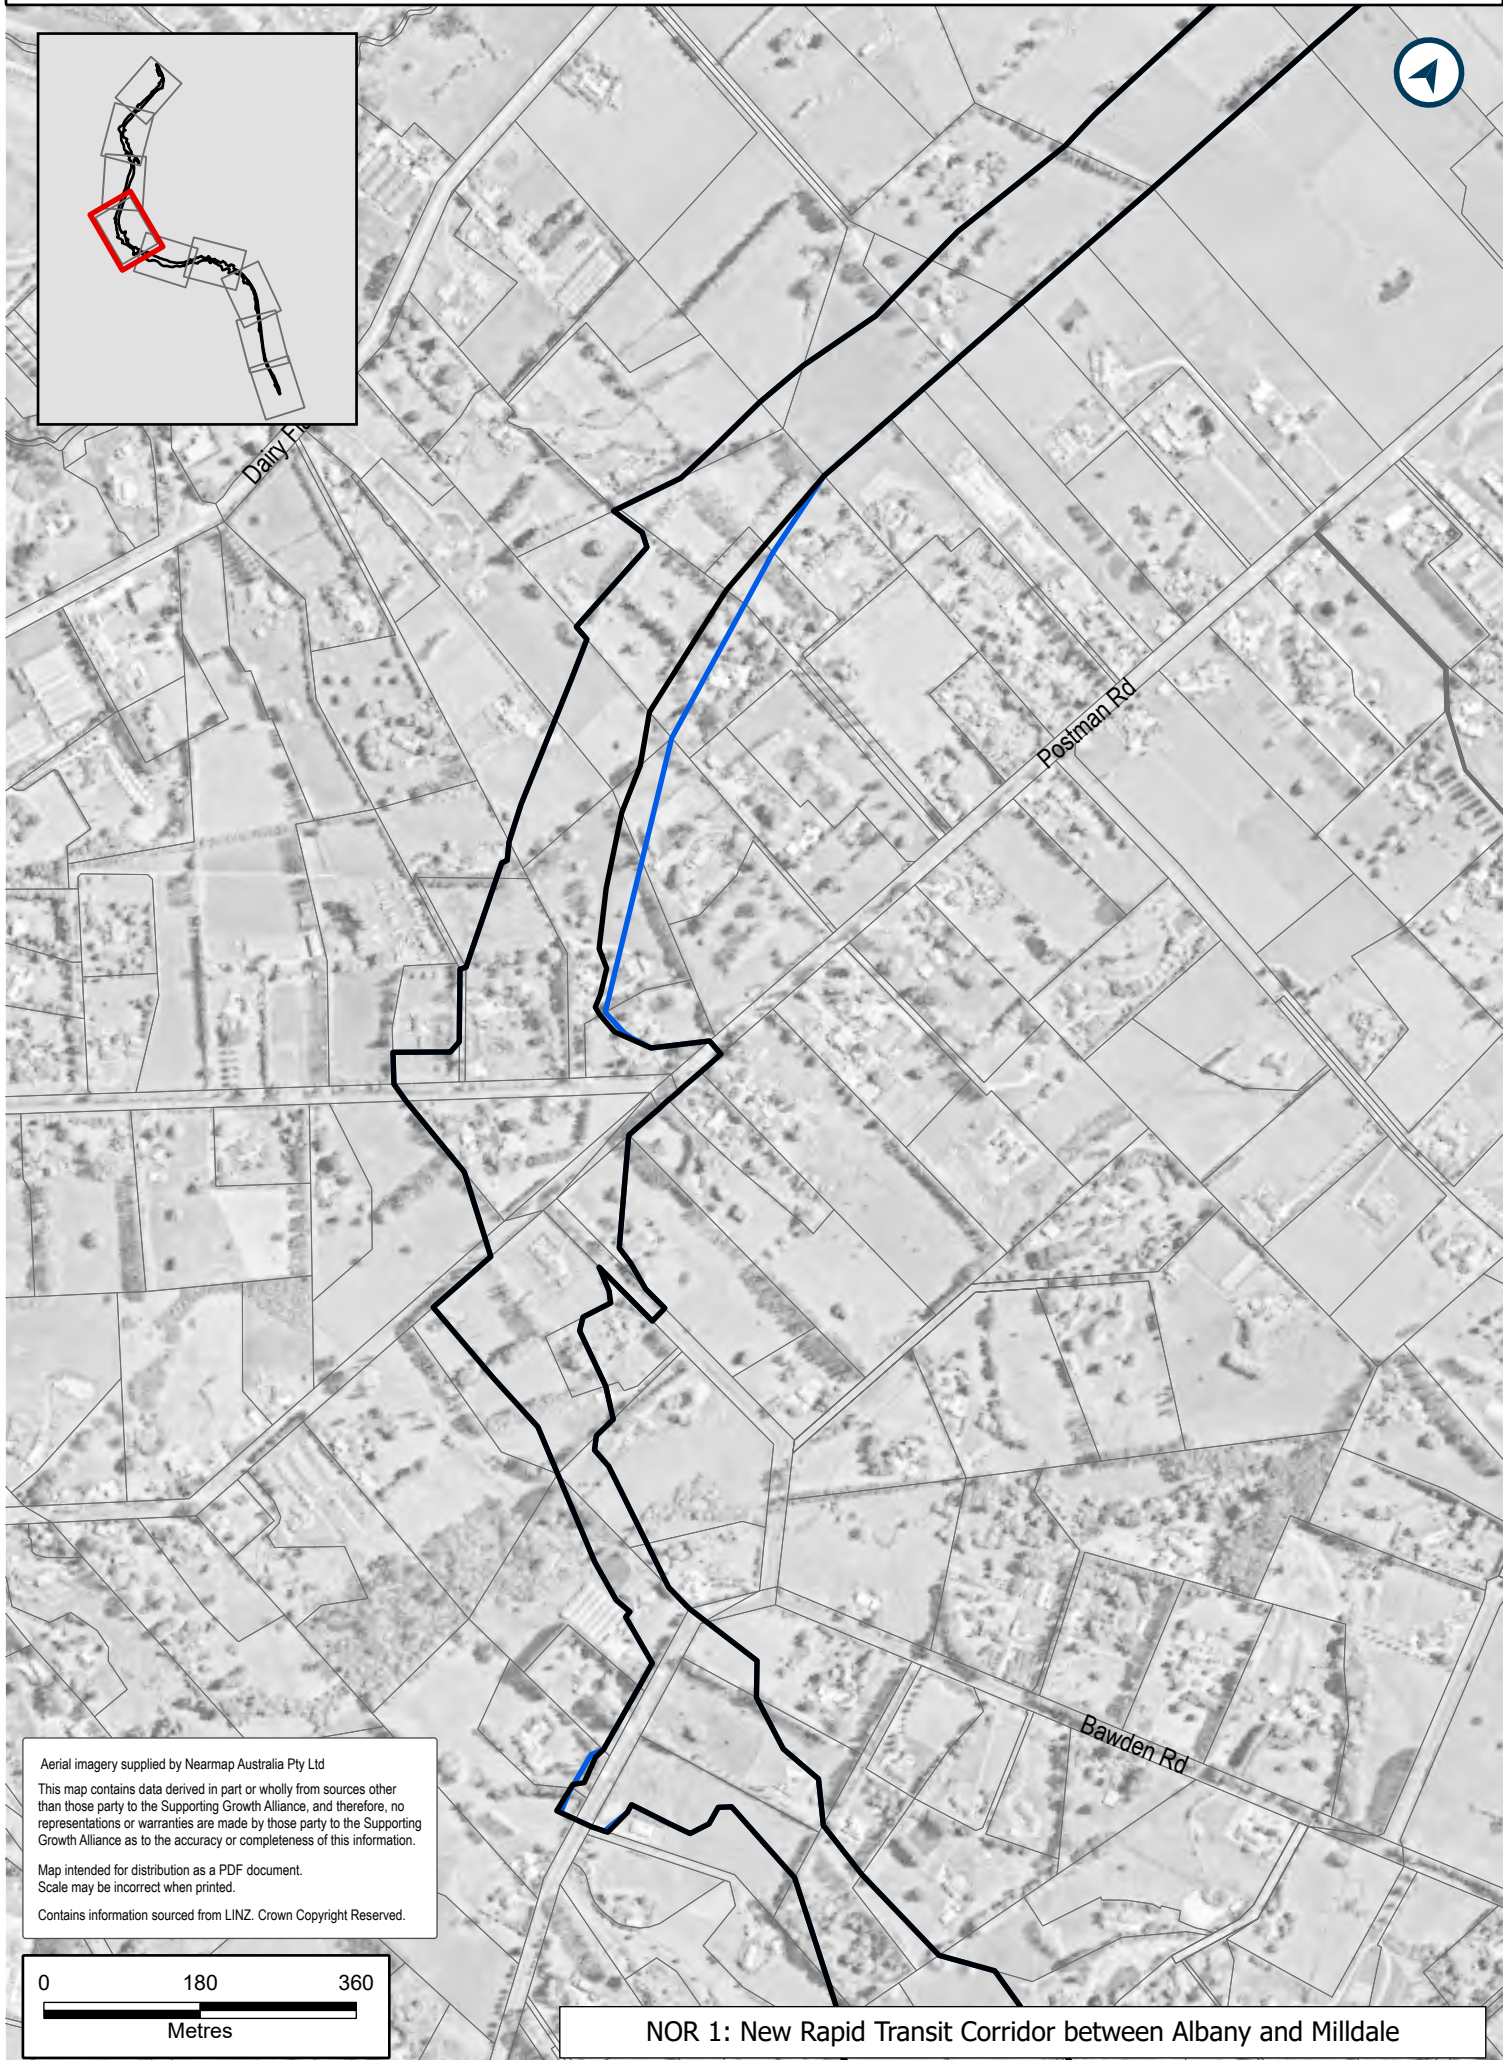 Dairy
Postman Rd
Bawden Rd
Aerial imagery supplied by Nearmap Australia Pty Ltd
This map contains data derived in part or wholly from sources other
than those party to the Supporting Growth Alliance, and therefore, no
representations or warranties are made by those party to the Supporting
Growth Alliance as to the accuracy or completeness of this information.
Map intended for distribution as a PDF document.
Scale may be incorrect when printed.
Contains information sourced from LINZ. Crown Copyright Reserved.
0 180 360
Metres
NOR 1: New Rapid Transit Corridor between Albany and Milldale